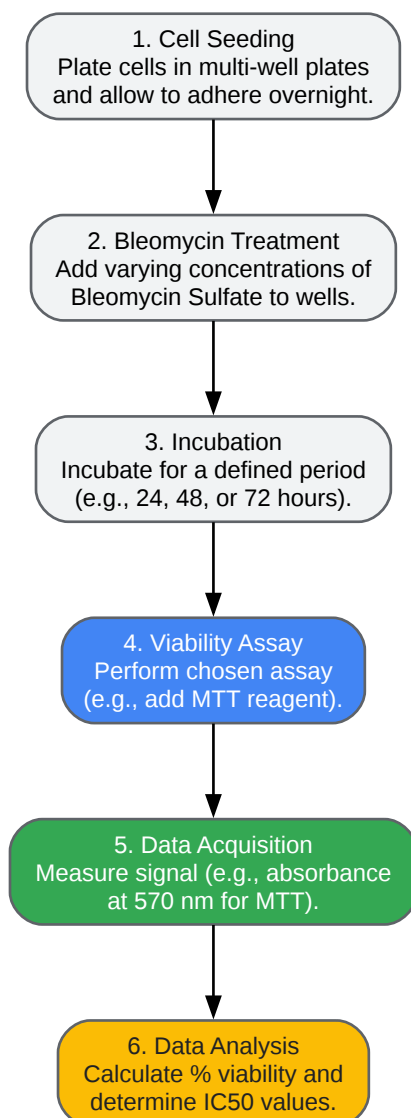 1. Cell Seeding
Plate cells in multi-well plates
and allow to adhere overnight.
2. Bleomycin Treatment
Add varying concentrations of
Bleomycin Sulfate to wells.
3. Incubation
Incubate for a defined period
(e.g., 24, 48, or 72 hours).
4. Viability Assay
Perform chosen assay
(e.g., add MTT reagent).
5. Data Acquisition
Measure signal (e.g., absorbance
at 570 nm for MTT).
6. Data Analysis
Calculate % viability and
determine IC50 values.